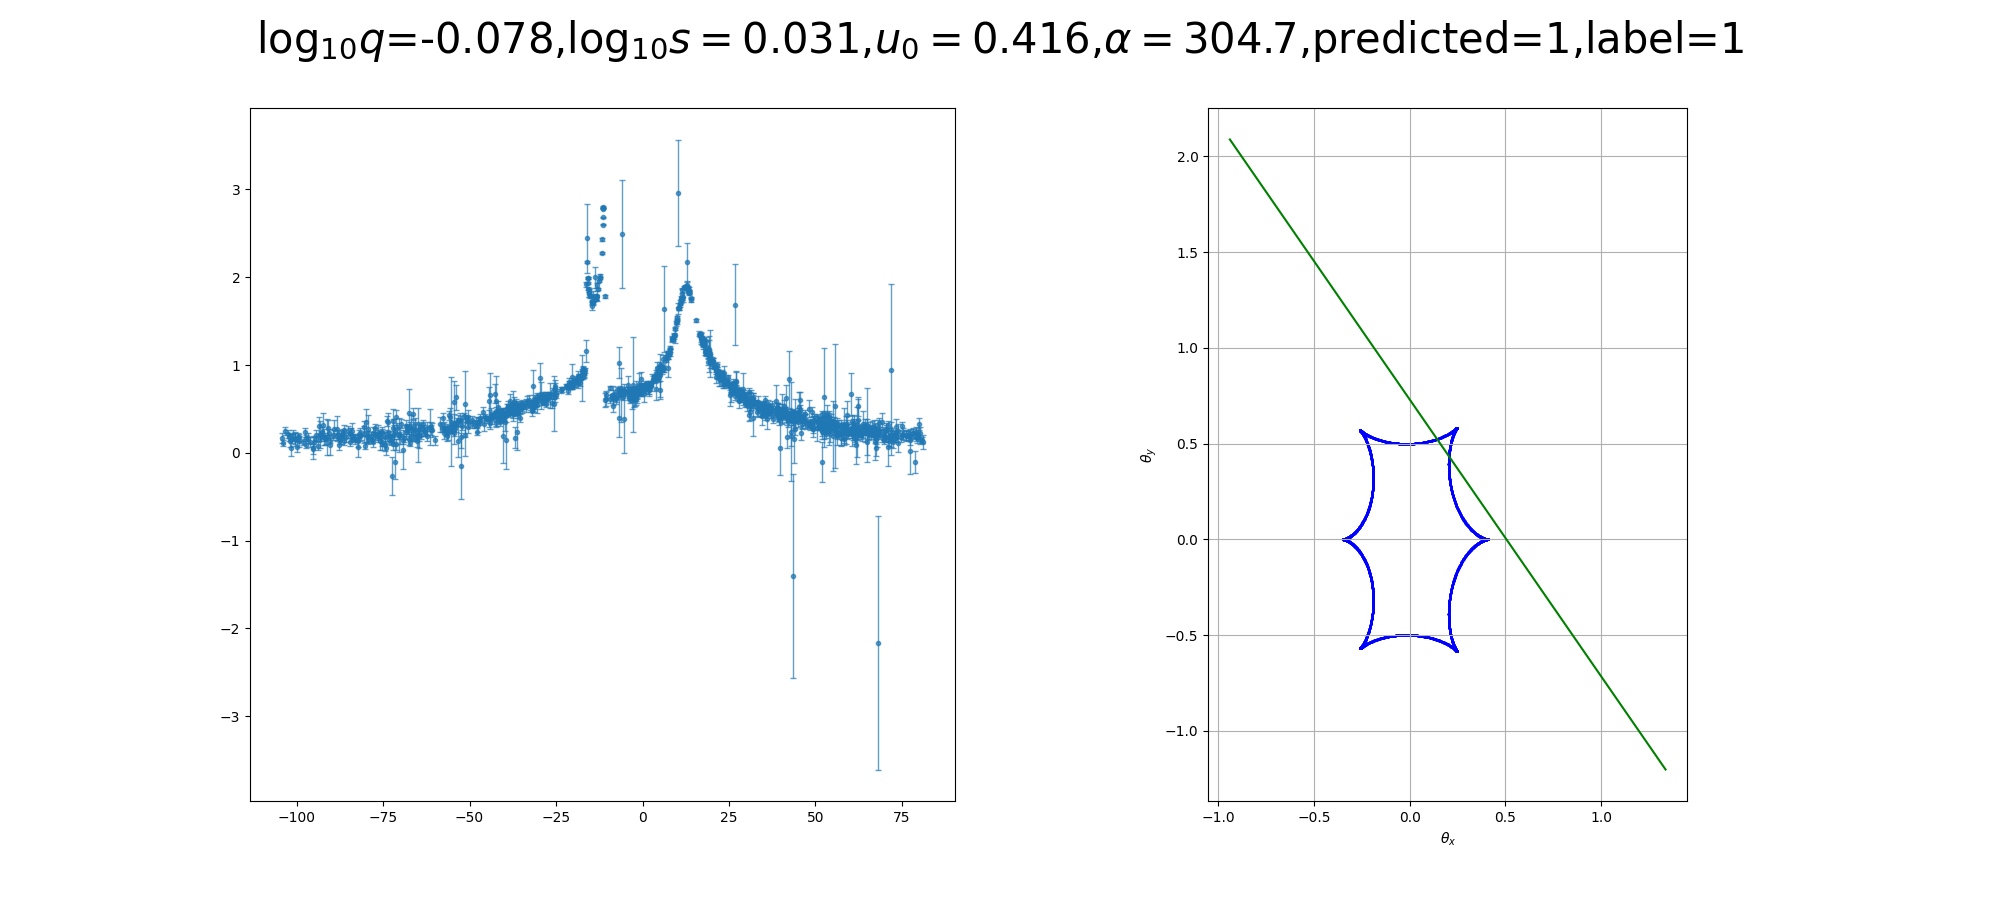 log₁₀q=-0.078,log₁₀s = 0.031,u₀ = 0.416,α = 304.7,predicted=1,label=1
3
2
1
0
−1
−2
−3
−100 −75 −50 −25 0 25 50 75
2.0
1.5
1.0
0.5
0.0
−0.5
−1.0
θy
−1.0 −0.5 0.0 0.5 1.0
θx